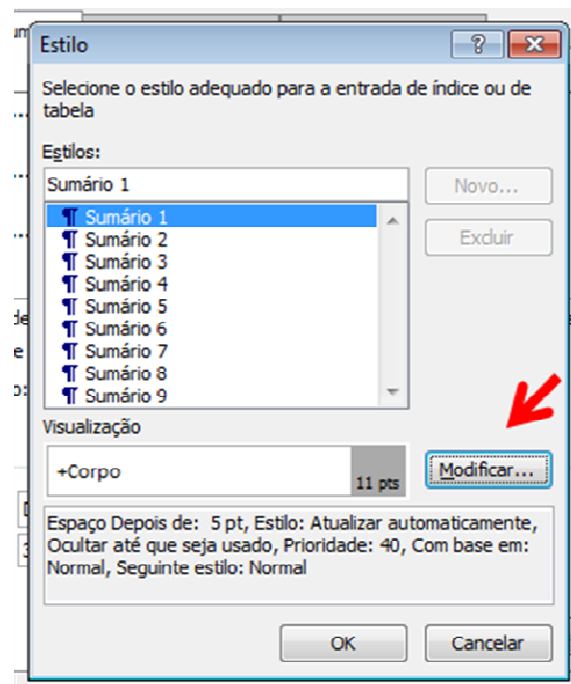 um
Estilo
Selecione o estilo adequado para a entrada de índice ou de
tabela
Estilos:
Sumário 1
Novo...
Sumário 1
Excluir
Sumário 2
Sumário 3
Sumário 4
Sumário 5
Sumário 6
Sumário 7
Sumário 8
Sumário 9
Visualização
+Corpo
11 pts
Modificar...
Espaço Depois de: 5 pt, Estilo: Atualizar automaticamente,
Ocultar até que seja usado, Prioridade: 40, Com base em:
Normal, Seguinte estilo: Normal
OK
Cancelar